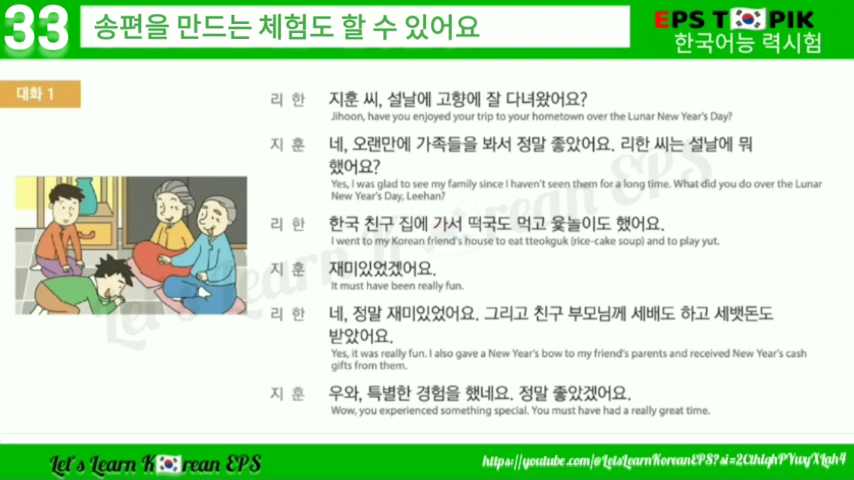 33
송편을 만드는 체험도 할 수 있어요
EPS TOPIK
한국어능 력시험
대화 1
리 한 지훈 씨, 설날에 고향에 잘 다녀왔어요?
Jihoon, have you enjoyed your trip to your hometown over the Lunar New Year's Day?
지 훈 네, 오랜만에 가족들을 봐서 정말 좋았어요. 리한 씨는 설날에 뭐
했어요?
Yes, I was glad to see my family since I haven't seen them for a long time. What did you do over the Lunar
New Year's Day, Leehan?
리 한 한국 친구 집에 가서 떡국도 먹고 윷놀이도 했어요.
I went to my Korean friend's house to eat tteokguk (rice-cake soup) and to play yut.
지 훈 재미있었겠어요.
It must have been really fun.
리 한 네, 정말 재미있었어요. 그리고 친구 부모님께 세배도 하고 세뱃돈도
받았어요.
Yes, it was really fun. I also gave a New Year's bow to my friend's parents and received New Year's cash
gifts from them.
지 훈 우와, 특별한 경험을 했네요. 정말 좋았겠어요.
Wow, you experienced something special. You must have had a really great time.
Let's Learn Korean EPS
Let's Learn Korean EPS